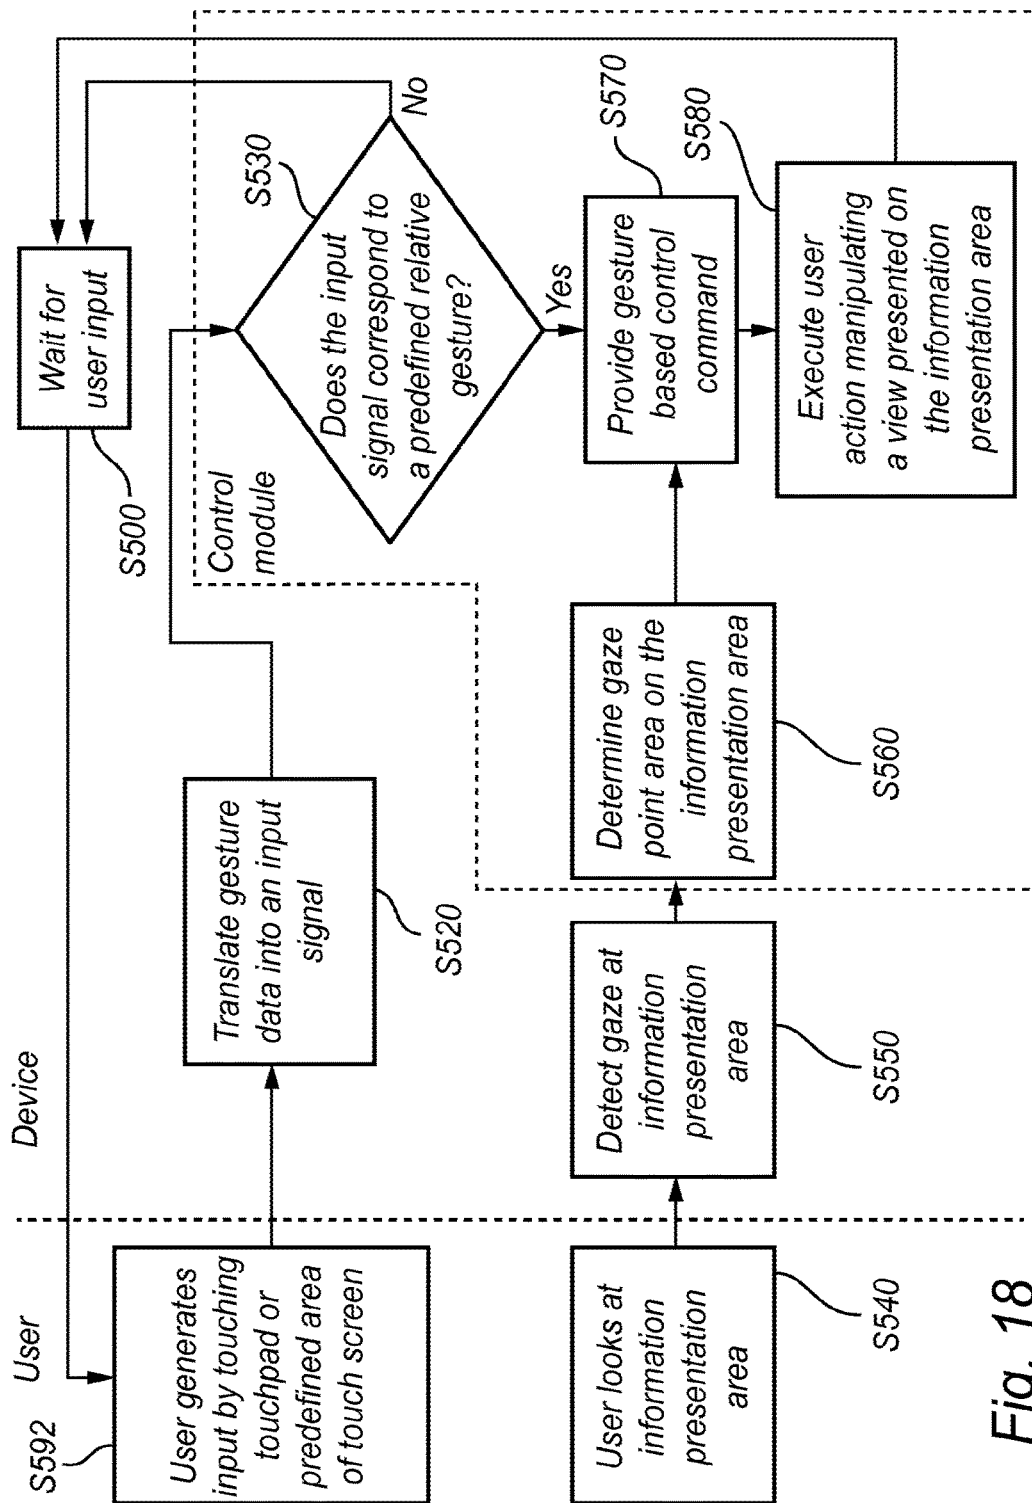 User
Device
S592
User generates
input by touching
touchpad or
predefined area
of touch screen
Translate gesture
data into an input
signal
S520
Wait for
user input
S500
Control
module
Does the input
signal correspond to
a predefined relative
gesture?
S530
No
Yes
User looks at
information
presentation
area
S540
Detect gaze at
information
presentation
area
S550
Determine gaze
point area on the
information
presentation area
S560
Provide gesture
based control
command
S570
Execute user
action manipulating
a view presented on
the information
presentation area
S580
Fig. 18